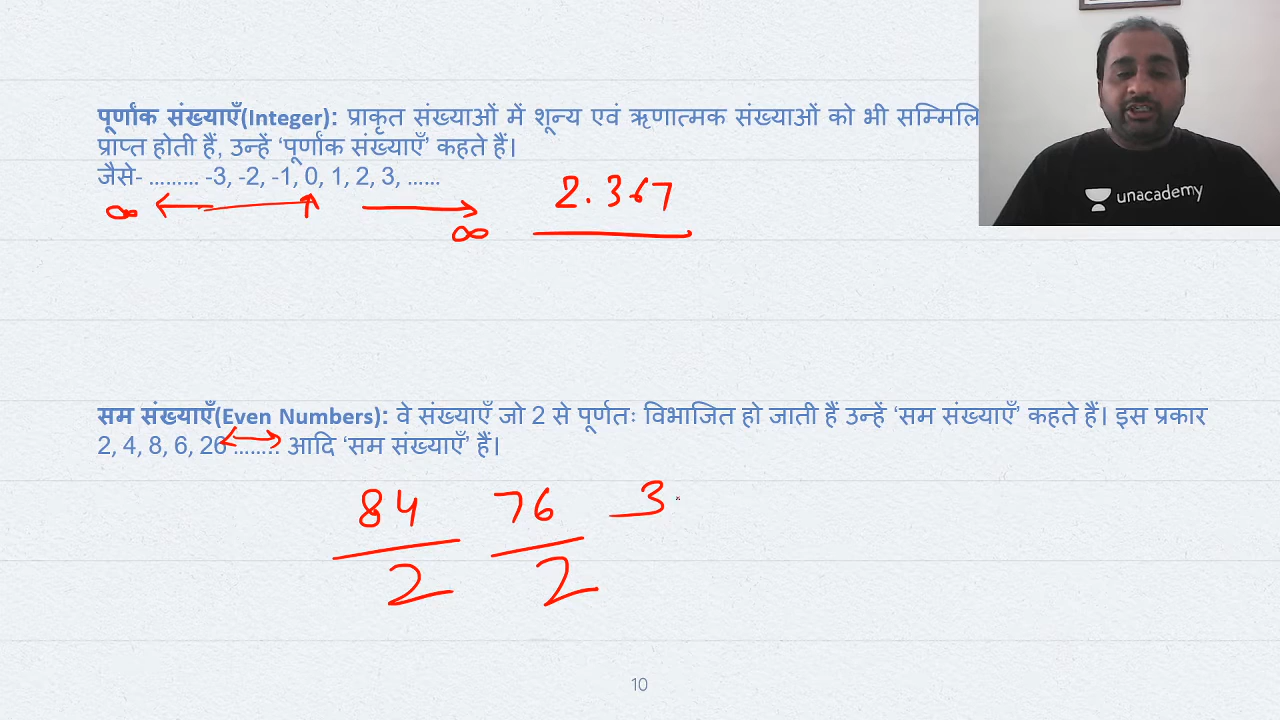 पूर्णांक संख्याएँ(Integer): प्राकृत संख्याओं में शून्य एवं ऋणात्मक संख्याओं को भी सम्मिलि
प्राप्त होती हैं, उन्हें ‘पूर्णांक संख्याएँ’ कहते हैं।
जैसे- ……… -3, -2, -1, 0, 1, 2, 3, ……
∞ ∞ 2.367
unacademy
सम संख्याएँ(Even Numbers): वे संख्याएँ जो 2 से पूर्णतः विभाजित हो जाती हैं उन्हें ‘सम संख्याएँ’ कहते हैं। इस प्रकार
2, 4, 8, 6, 26 …….. आदि ‘सम संख्याएँ’ हैं।
84 76 3
2 2
10